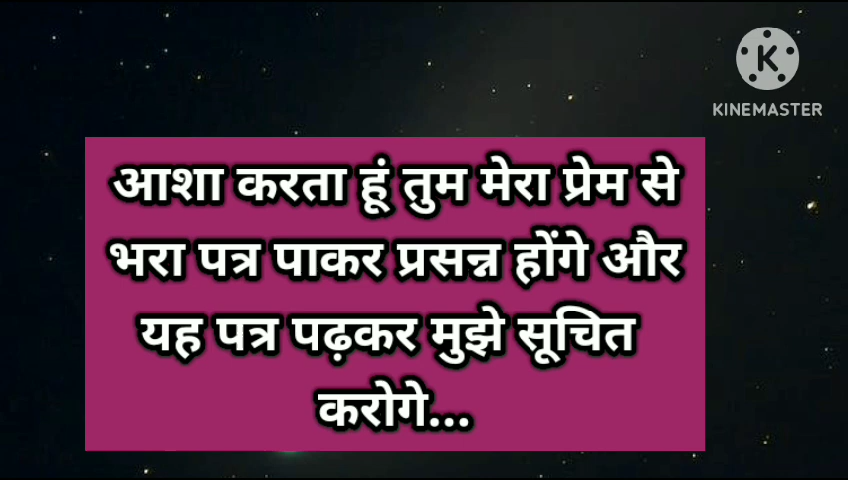 KINEMASTER
आशा करता हूं तुम मेरा प्रेम से
भरा पत्र पाकर प्रसन्न होंगे और
यह पत्र पढ़कर मुझे सूचित
करोगे...